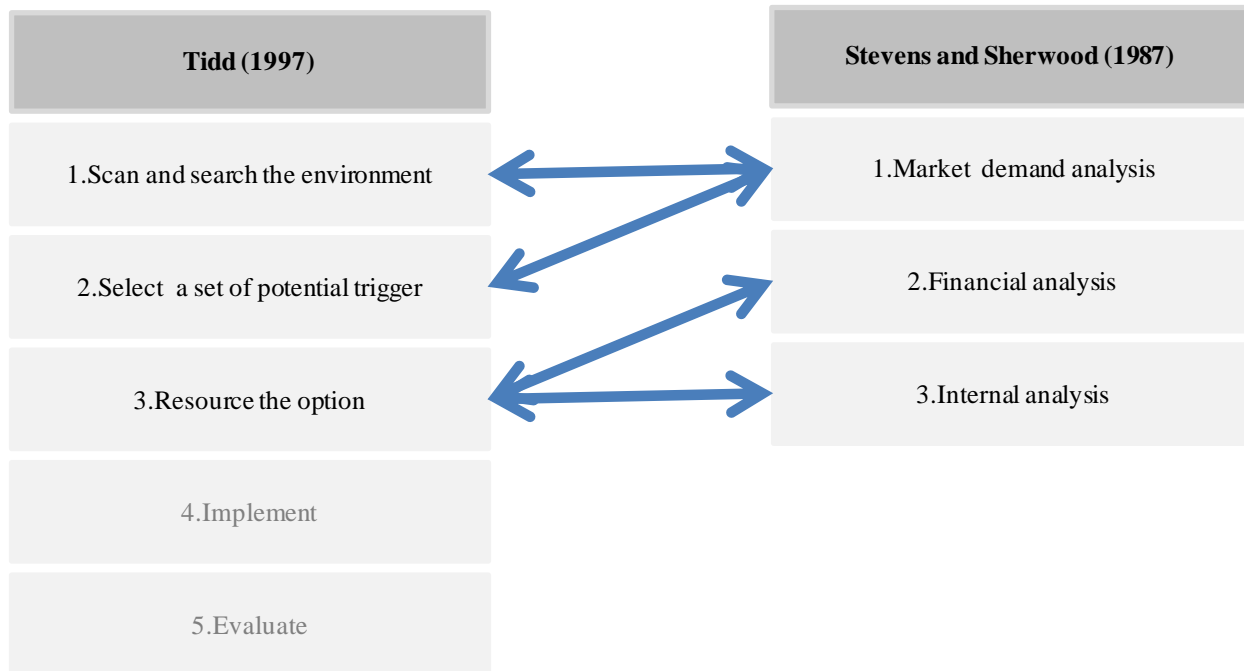 Tidd (1997)
1.Scan and search the environment
2.Select a set of potential trigger
3.Resource the option
4.Implement
5.Evaluate
Stevens and Sherwood (1987)
1.Market demand analysis
2.Financial analysis
3.Internal analysis